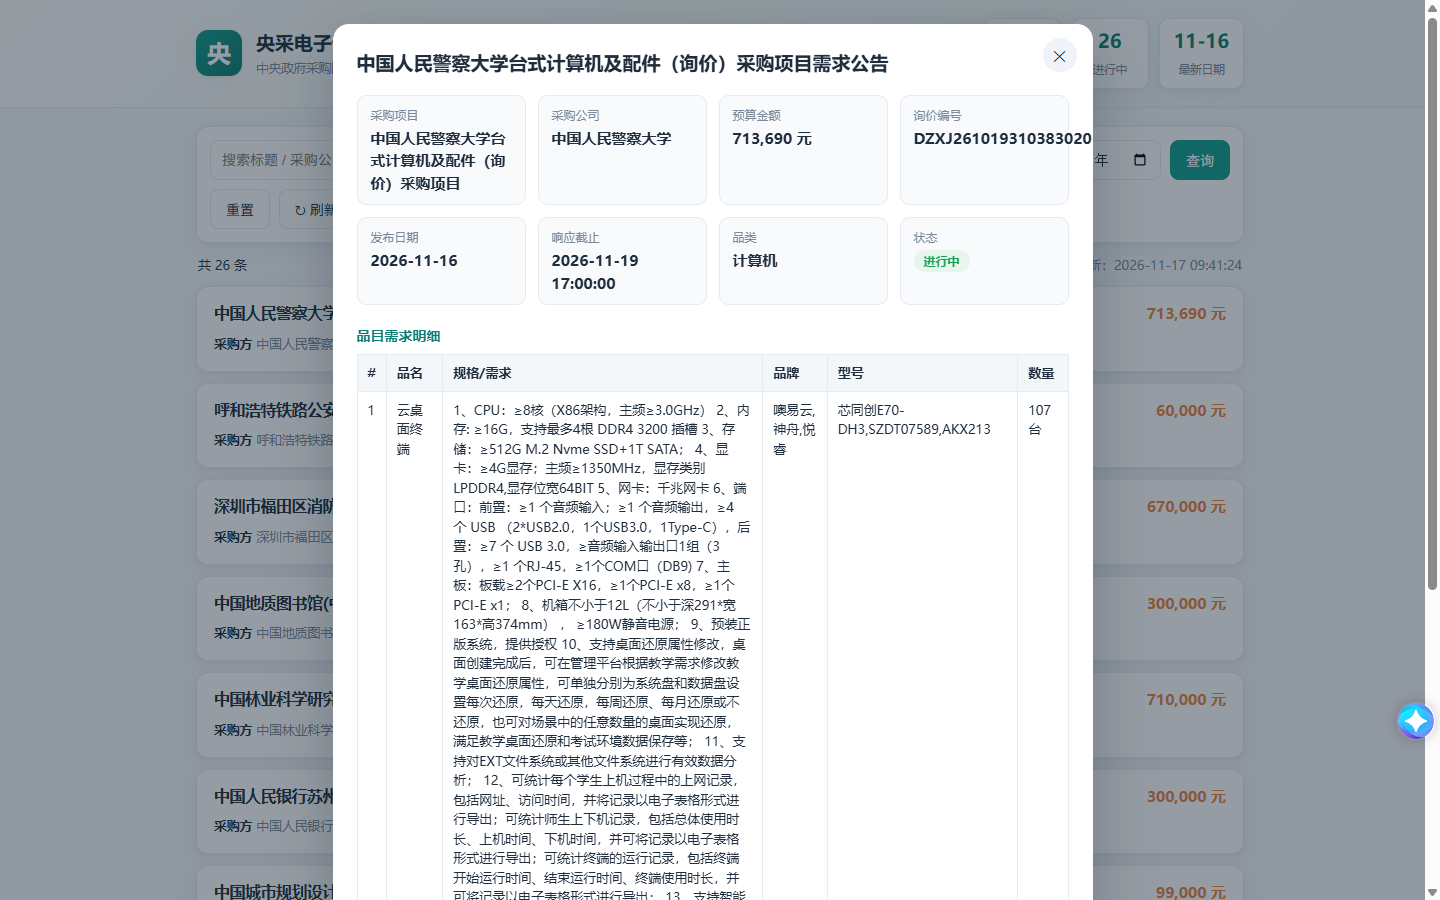 央
央采电子
中央政府采购
26
进行中
11-16
最新日期
搜索标题 / 采购公
年
查询
重置
↻ 刷新
共 26 条
新：2026-11-17 09:41:24
中国人民警察大学
采购方 中国人民警察
713,690 元
呼和浩特铁路公安
采购方 呼和浩特铁路
60,000 元
深圳市福田区消防
采购方 深圳市福田区
670,000 元
中国地质图书馆(中
采购方 中国地质图书
300,000 元
中国林业科学研究
采购方 中国林业科学
710,000 元
中国人民银行苏州
采购方 中国人民银行
300,000 元
中国城市规划设计
99,000 元
中国人民警察大学台式计算机及配件（询价）采购项目需求公告
采购项目
中国人民警察大学台
式计算机及配件（询
价）采购项目
采购公司
中国人民警察大学
预算金额
713,690 元
询价编号
DZXJ261019310383020
发布日期
2026-11-16
响应截止
2026-11-19
17:00:00
品类
计算机
状态
进行中
品目需求明细
# 品名 规格/需求 品牌 型号 数量
1
云桌
面终
端
1、CPU：≥8核（X86架构，主频≥3.0GHz） 2、内
存: ≥16G，支持最多4根 DDR4 3200 插槽 3、存
储：≥512G M.2 Nvme SSD+1T SATA； 4、显
卡：≥4G显存；主频≥1350MHz，显存类别
LPDDR4,显存位宽64BIT 5、网卡：千兆网卡 6、端
口：前置：≥1 个音频输入；≥1 个音频输出，≥4
个 USB （2*USB2.0，1个USB3.0，1Type-C），后
置：≥7 个 USB 3.0，≥音频输入输出口1组（3
孔），≥1 个RJ-45，≥1个COM口（DB9) 7、主
板：板载≥2个PCI-E X16，≥1个PCI-E x8，≥1个
PCI-E x1； 8、机箱不小于12L（不小于深291*宽
163*高374mm） ， ≥180W静音电源； 9、预装正
版系统，提供授权 10、支持桌面还原属性修改，桌
面创建完成后，可在管理平台根据教学需求修改教
学桌面还原属性，可单独分别为系统盘和数据盘设
置每次还原，每天还原，每周还原、每月还原或不
还原，也可对场景中的任意数量的桌面实现还原，
满足教学桌面还原和考试环境数据保存等； 11、支
持对EXT文件系统或其他文件系统进行有效数据分
析； 12、可统计每个学生上机过程中的上网记录，
包括网址、访问时间，并将记录以电子表格形式进
行导出；可统计师生上下机记录，包括总体使用时
长、上机时间、下机时间，并可将记录以电子表格
形式进行导出；可统计终端的运行记录，包括终端
开始运行时间、结束运行时间、终端使用时长，并
可将记录以电子表格形式进行导出； 13、支持智能
噢易云,
神舟,悦
睿
芯同创E70-
DH3,SZDT07589,AKX213
107
台